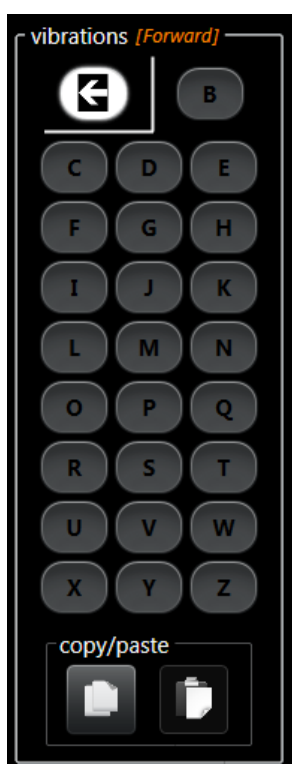 vibrations [Forward]
B
C D E
F G H
I J K
L M N
O P Q
R S T
U V W
X Y Z
copy/paste